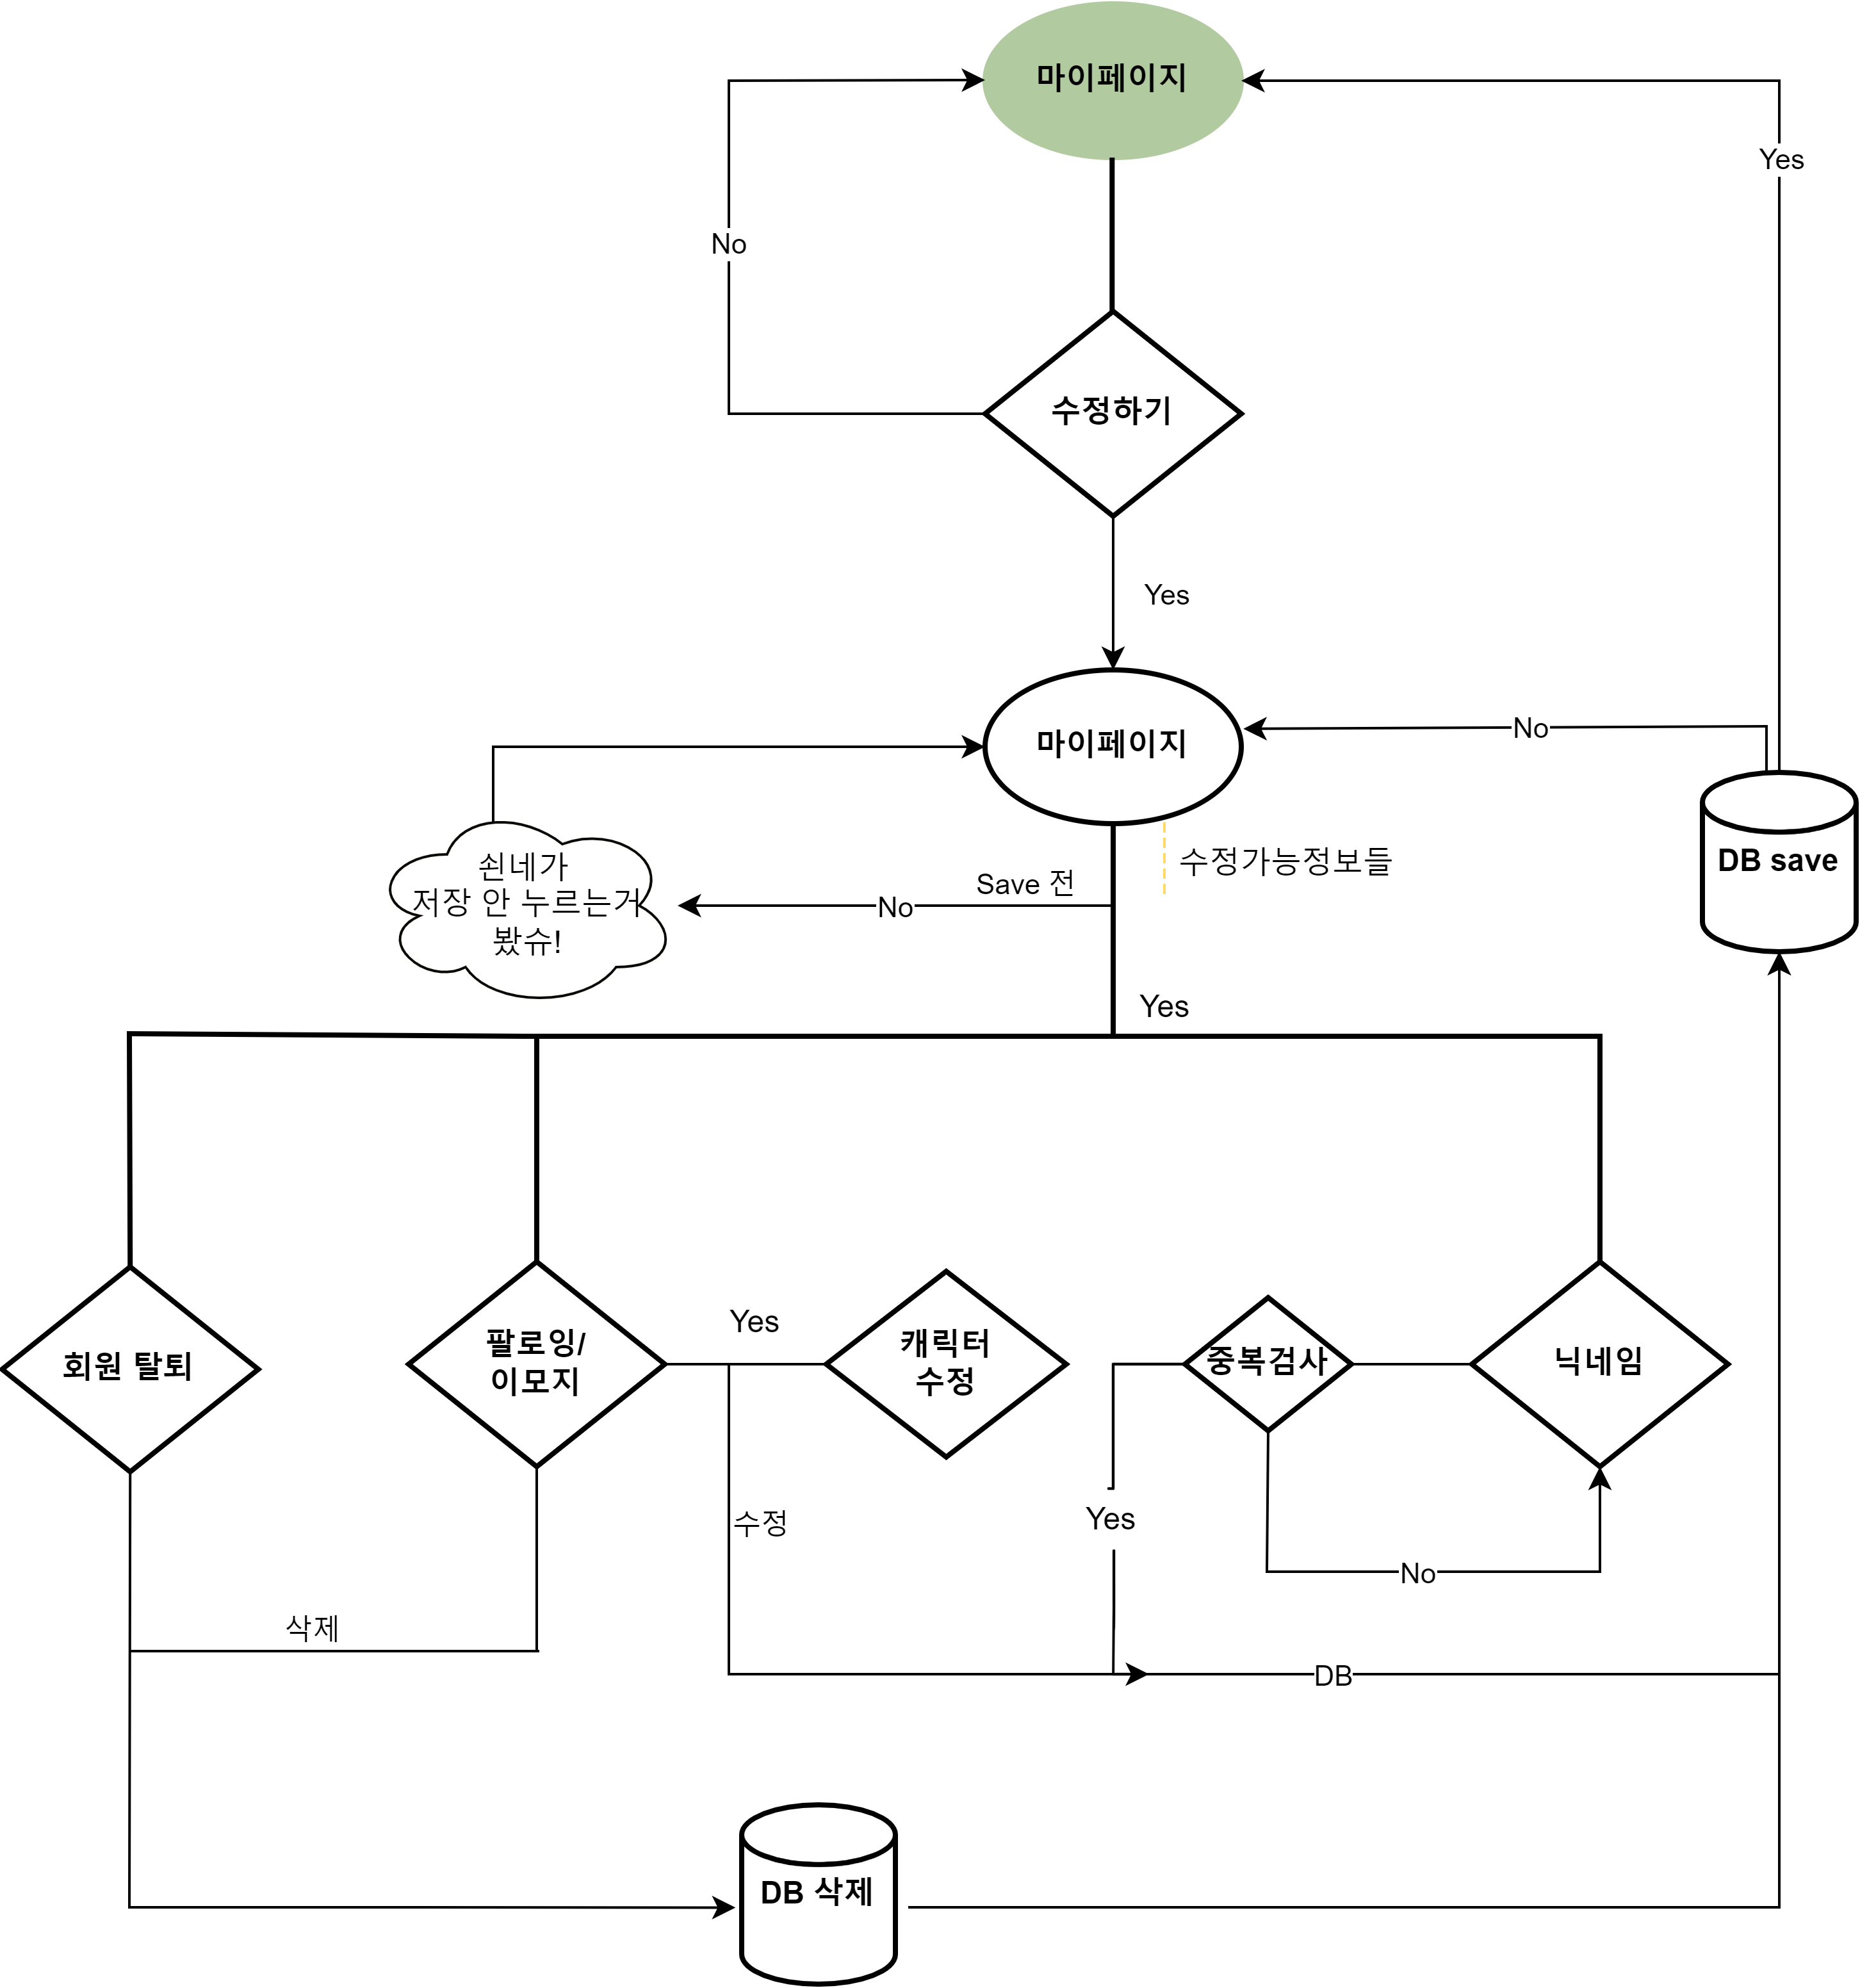 마이페이지
Yes
No
수정하기
Yes
No
마이페이지
수정가능정보들
DB save
쇤네가
저장 안 누르는거
봤슈!
Save 전
No
Yes
회원 탈퇴
팔로잉/
이모지
Yes
캐릭터
수정
중복검사
닉네임
수정
Yes
No
삭제
DB
DB 삭제